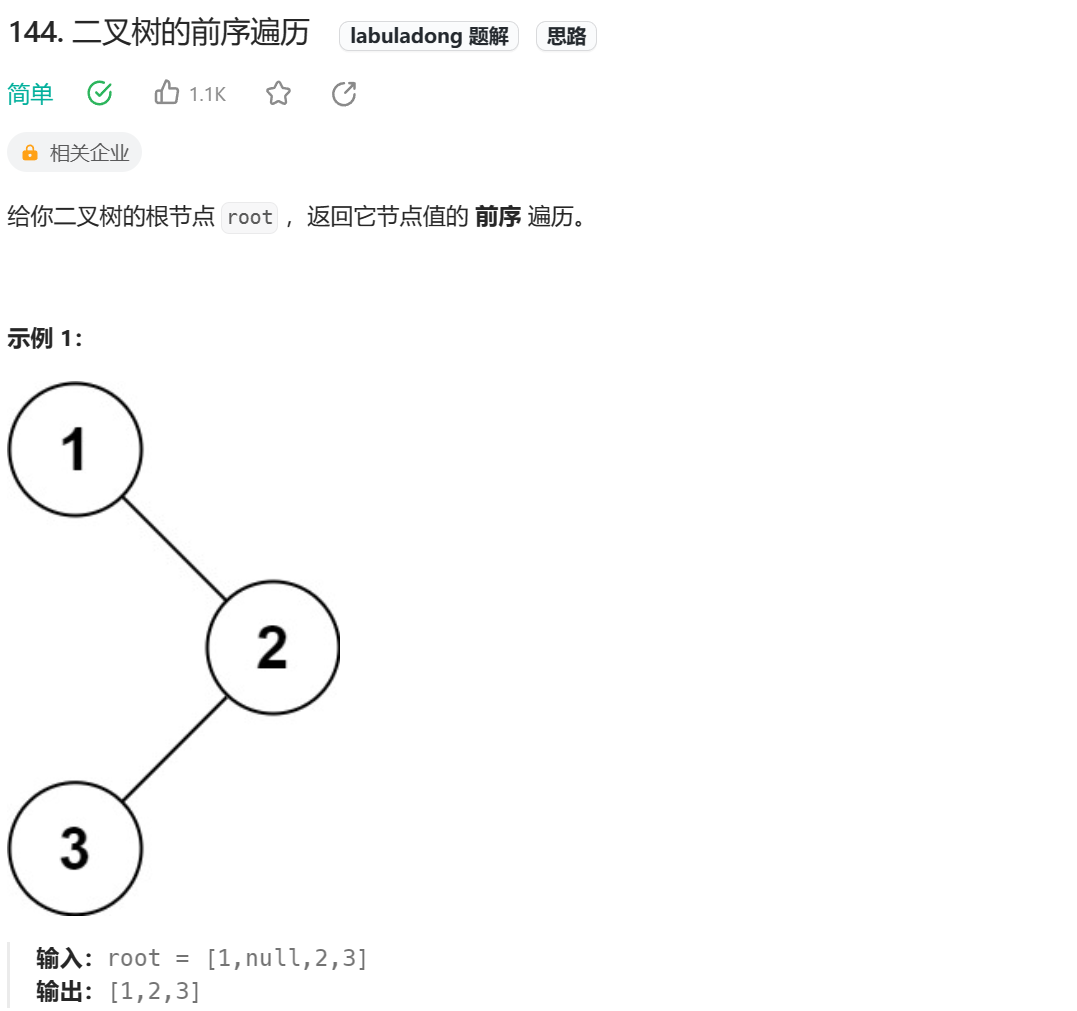 144. 二叉树的前序遍历 labuladong 题解 思路
简单 1.1K
相关企业
给你二叉树的根节点 root ，返回它节点值的 前序 遍历。
示例 1：
1
2
3
输入：root = [1,null,2,3]
输出：[1,2,3]